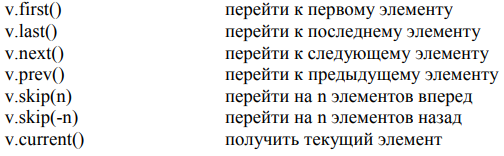 v.first() перейти к первому элементу
v.last() перейти к последнему элементу
v.next() перейти к следующему элементу
v.prev() перейти к предыдущему элементу
v.skip(n) перейти на n элементов вперед
v.skip(-n) перейти на n элементов назад
v.current() получить текущий элемент